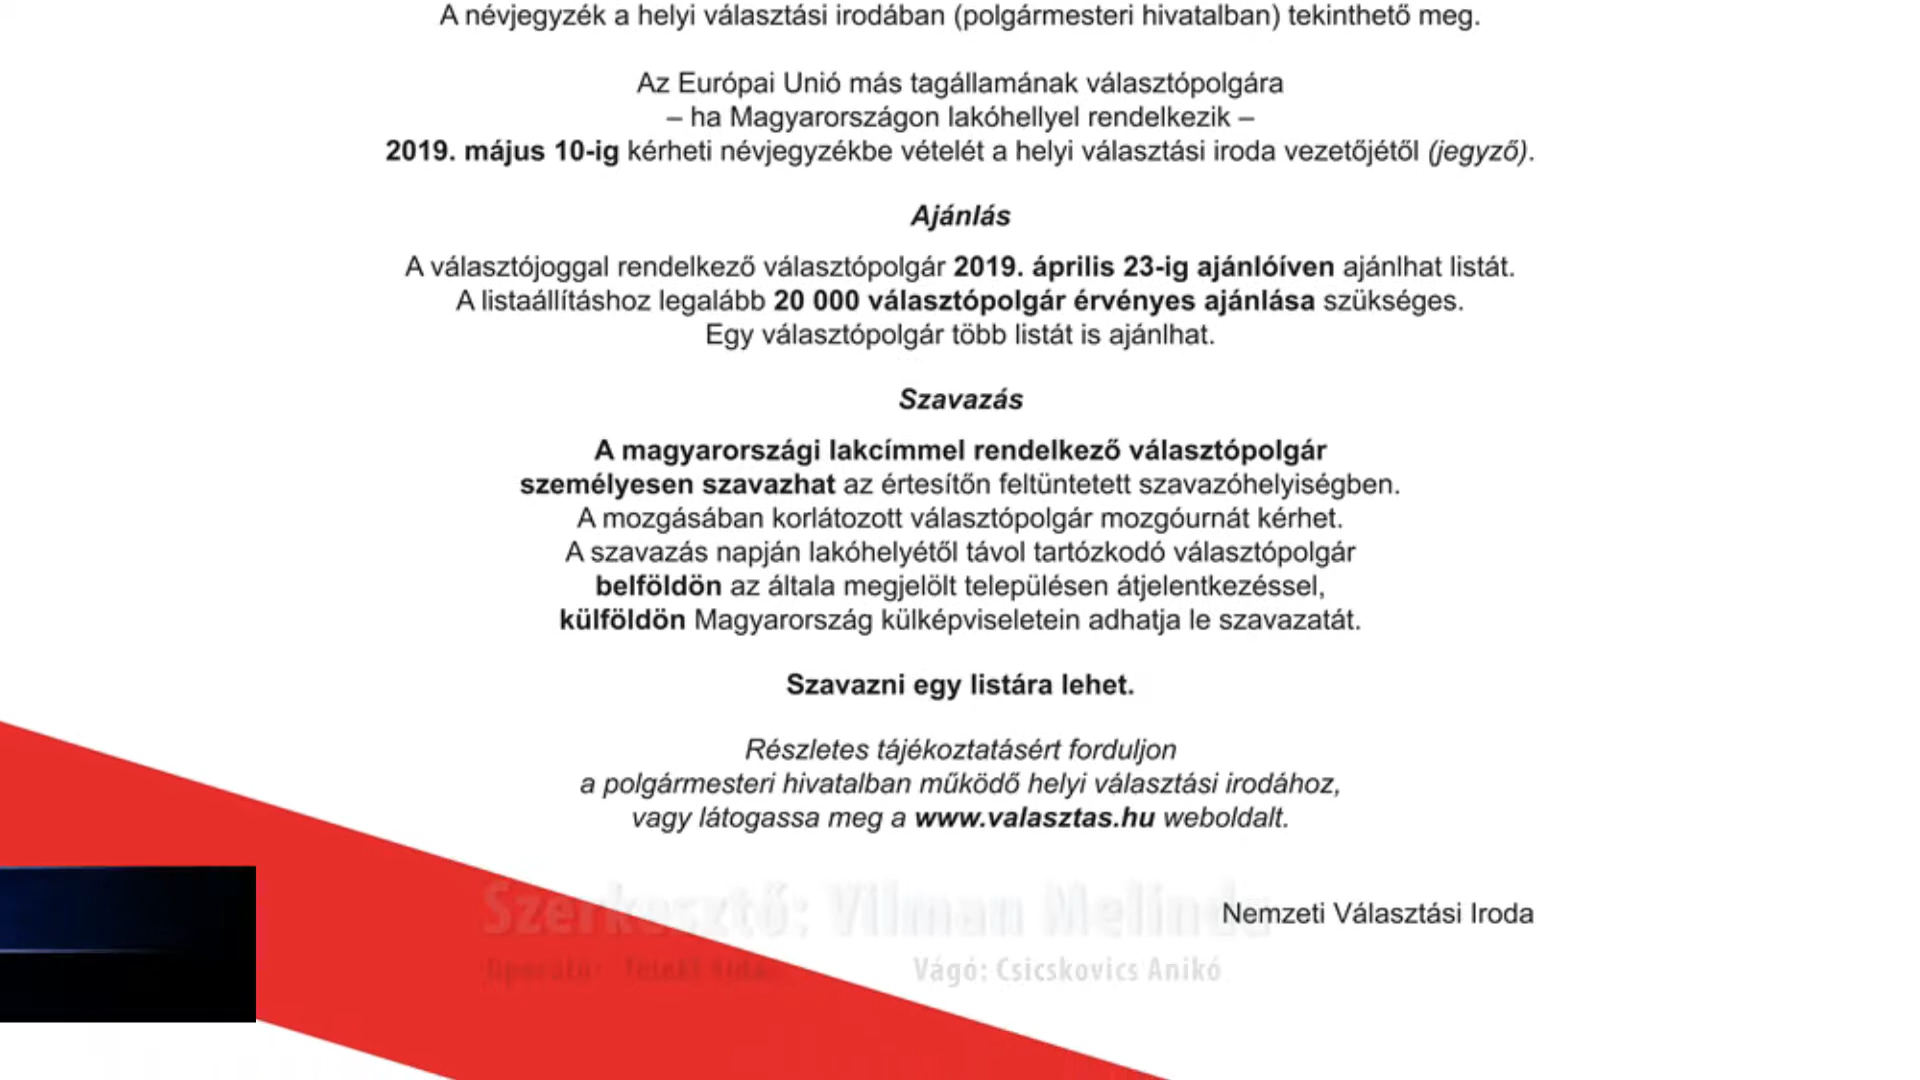 A névjegyzék a helyi választási irodában (polgármesteri hivatalban) tekinthető meg.
Az Európai Unió más tagállamának választópolgára
– ha Magyarországon lakóhellyel rendelkezik –
2019. május 10-ig kérheti névjegyzékbe vételét a helyi választási iroda vezetőjétől (jegyző).
Ajánlás
A választójoggal rendelkező választópolgár 2019. április 23-ig ajánlóíven ajánlhat listát.
A listaállításhoz legalább 20 000 választópolgár érvényes ajánlása szükséges.
Egy választópolgár több listát is ajánlhat.
Szavazás
A magyarországi lakcímmel rendelkező választópolgár
személyesen szavazhat az értesítőn feltüntetett szavazóhelyiségben.
A mozgásában korlátozott választópolgár mozgóurnát kérhet.
A szavazás napján lakóhelyétől távol tartózkodó választópolgár
belföldön az általa megjelölt településen átjelentkezéssel,
külföldön Magyarország külképviseletein adhatja le szavazatát.
Szavazni egy listára lehet.
Részletes tájékoztatásért forduljon
a polgármesteri hivatalban működő helyi választási irodához,
vagy látogassa meg a www.valasztas.hu weboldalt.
Szerkesztő: Vilman Melinda
Nemzeti Választási Iroda
Vágó: Csicskovics Anikó